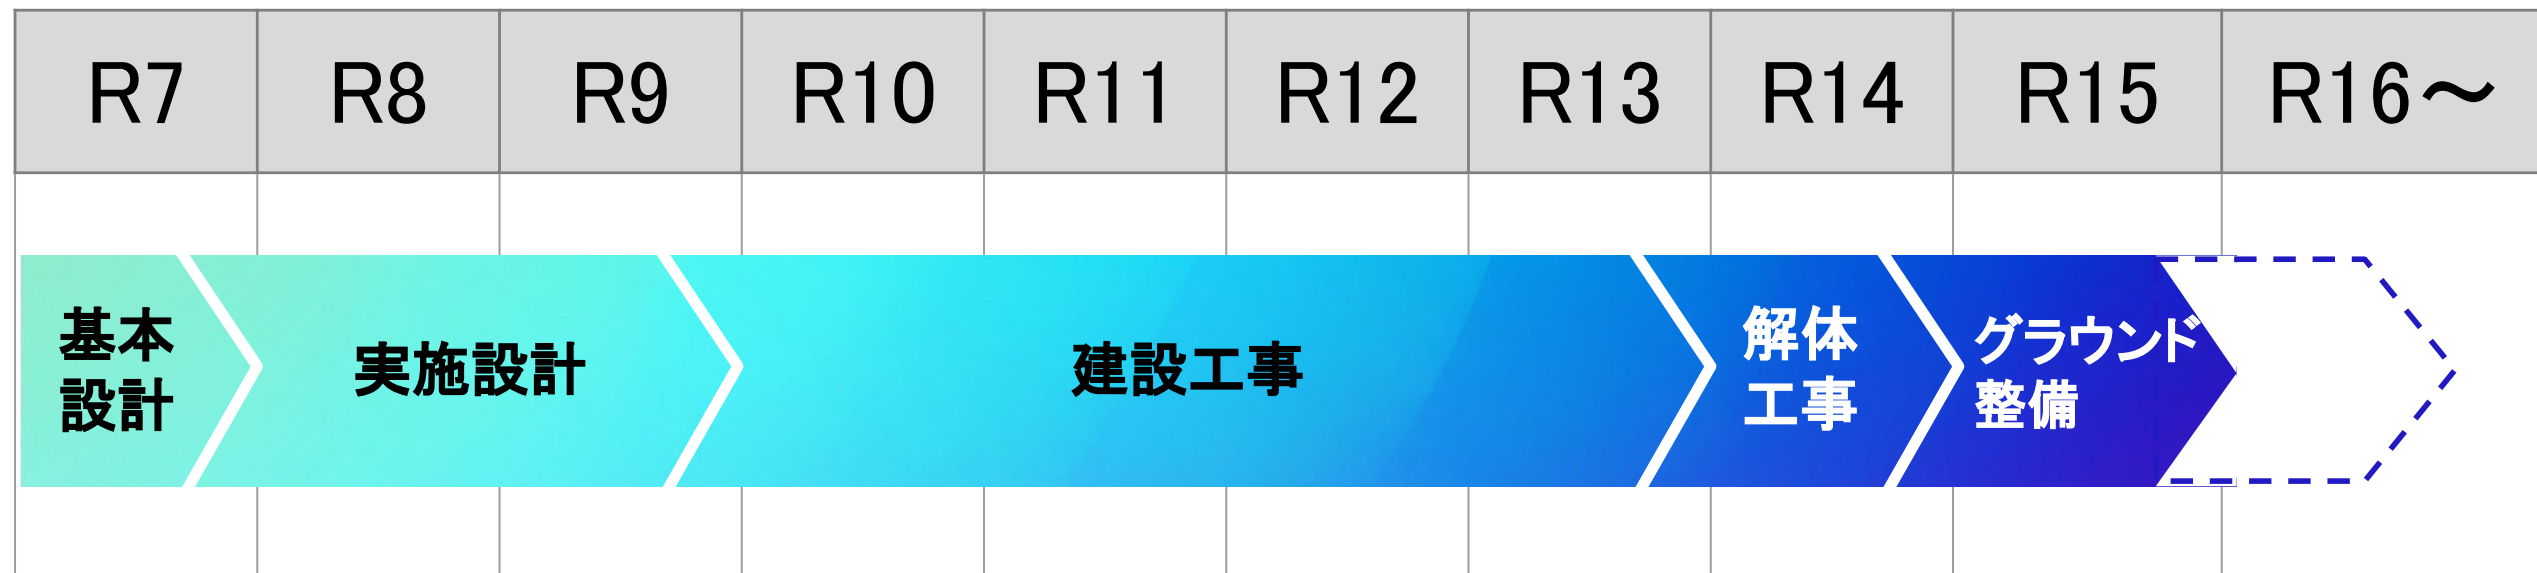 R7 R8 R9 R10 R11 R12 R13 R14 R15 R16～
基本
設計
実施設計
建設工事
解体
工事
グラウンド
整備